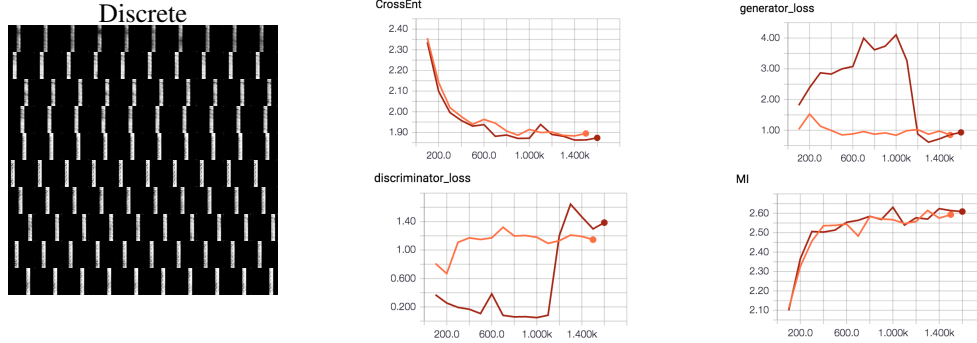 Discrete
CrossEnt
2.40
2.30
2.20
2.10
2.00
1.90
200.0 600.0 1.000k 1.400k
generator_loss
4.00
3.00
2.00
1.00
200.0 600.0 1.000k 1.400k
discriminator_loss
1.40
1.00
0.600
0.200
200.0 600.0 1.000k 1.400k
MI
2.60
2.50
2.40
2.30
2.20
2.10
200.0 600.0 1.000k 1.400k